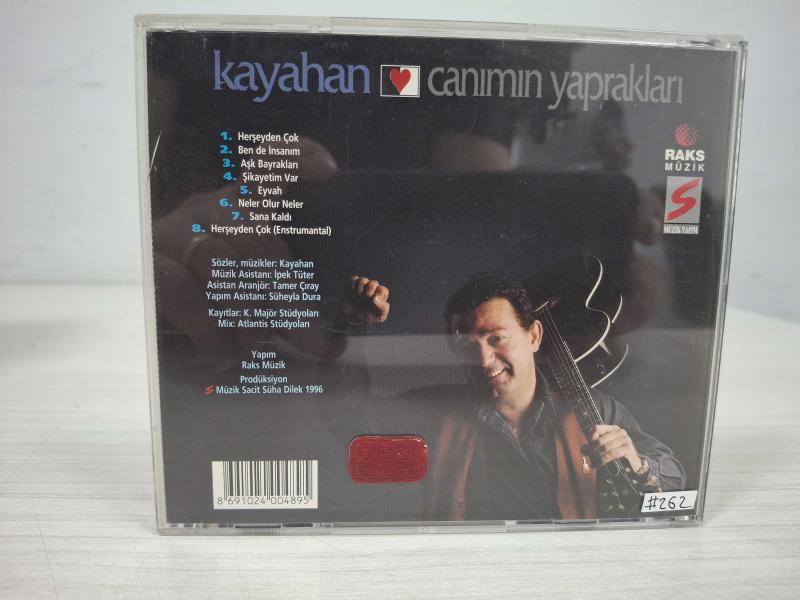 kayahan canımın yaprakları
1. Herşeyden Çok
2. Ben de İnsanım
3. Aşk Bayrakları
4. Şikayetim Var
5. Eyvah
6. Neler Olur Neler
7. Sana Kaldı
8. Herşeyden Çok (Enstrumantal)
RAKS
MÜZİK
S
MÜZİK YAPIM
Sözler, müzikler: Kayahan
Müzik Asistanı: İpek Tüter
Asistan Aranjör: Tamer Çıray
Yapım Asistanı: Süheyla Dura
Kayıtlar: K. Majör Stüdyoları
Mix: Atlantis Stüdyoları
Yapım
Raks Müzik
Prodüksiyon
S Müzik Sacit Süha Dilek 1996
8 691024 004895
#262